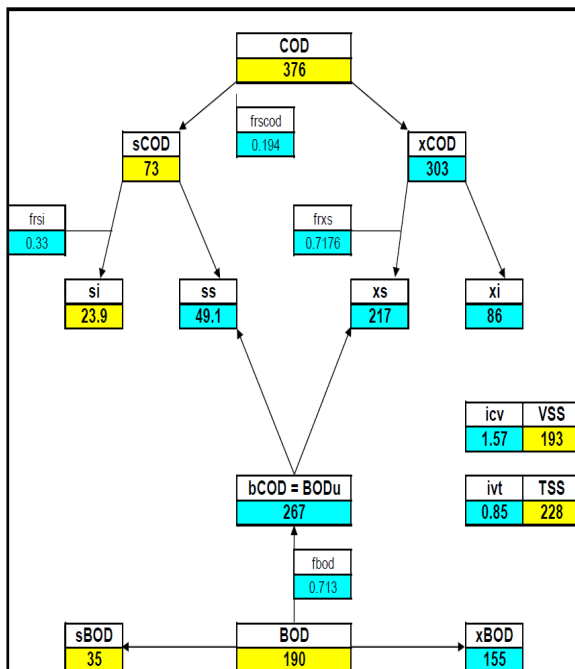 COD
376
frscod
0.194
sCOD
73
xCOD
303
frsi
0.33
frxs
0.7176
si
23.9
ss
49.1
xs
217
xi
86
icv VSS
1.57 193
bCOD = BODu
267
ivt TSS
0.85 228
fbod
0.713
sBOD
35
BOD
190
xBOD
155